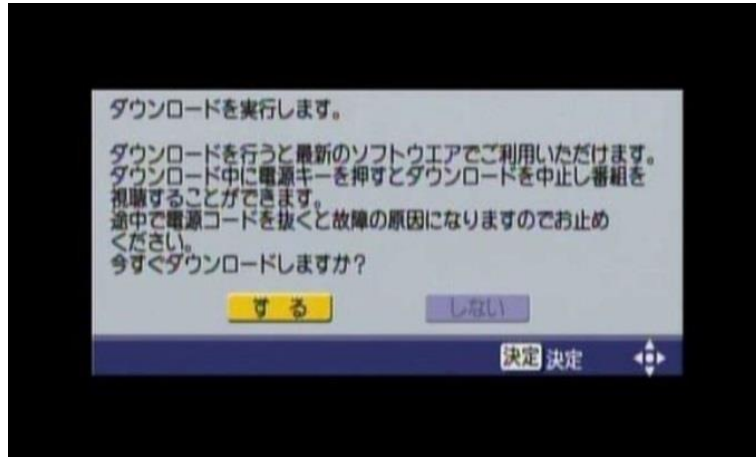 ダウンロードを実行します。
ダウンロードを行うと最新のソフトウエアでご利用いただけます。
ダウンロード中に電源キーを押すとダウンロードを中止し番組を
視聴することができます。
途中で電源コードを抜くと故障の原因になりますのでお止め
ください。
今すぐダウンロードしますか?
する しない
決定 決定